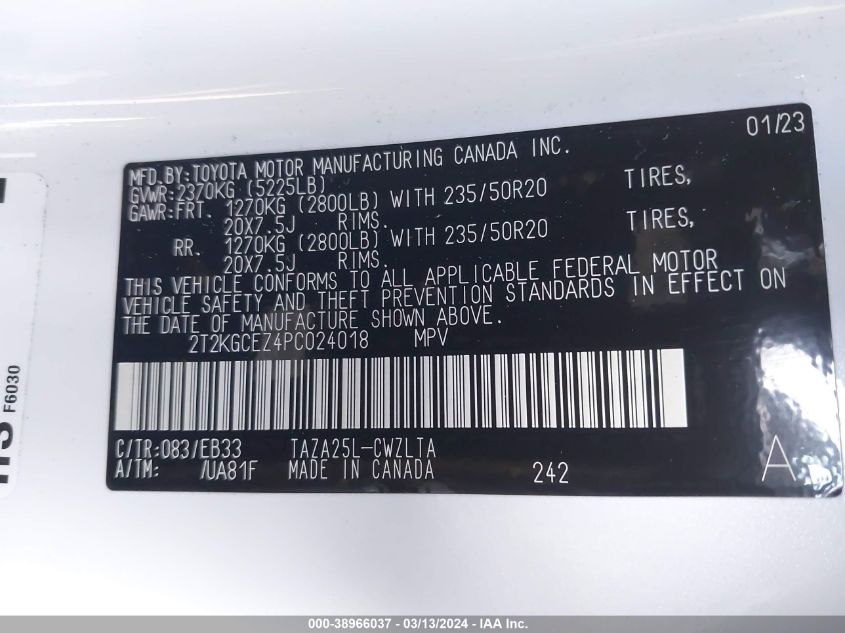 01/23
MFD.BY:TOYOTA MOTOR MANUFACTURING CANADA INC.
GVWR:2370KG (5225LB)
GAWR:FRT. 1270KG (2800LB) WITH 235/50R20 TIRES,
20X7.5J RIMS.
RR. 1270KG (2800LB) WITH 235/50R20 TIRES,
20X7.5J RIMS.
THIS VEHICLE CONFORMS TO ALL APPLICABLE FEDERAL MOTOR
VEHICLE SAFETY AND THEFT PREVENTION STANDARDS IN EFFECT ON
THE DATE OF MANUFACTURE SHOWN ABOVE.
2T2KGCEZ4PC024018 MPV
C/TR:083/EB33 TAZA25L-CWZLTA
A/TM: /UA81F MADE IN CANADA 242 A
F6030
000-38966037 - 03/13/2024 - IAA Inc.